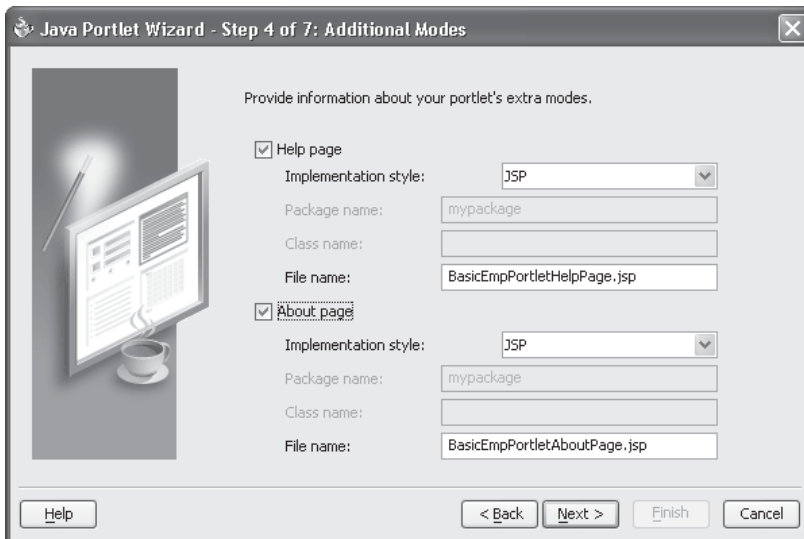 Java Portlet Wizard - Step 4 of 7: Additional Modes
Provide information about your portlet's extra modes.
Help page
Implementation style: JSP
Package name: mypackage
Class name:
File name: BasicEmpPortletHelpPage.jsp
About page
Implementation style: JSP
Package name: mypackage
Class name:
File name: BasicEmpPortletAboutPage.jsp
Help < Back Next > Finish Cancel